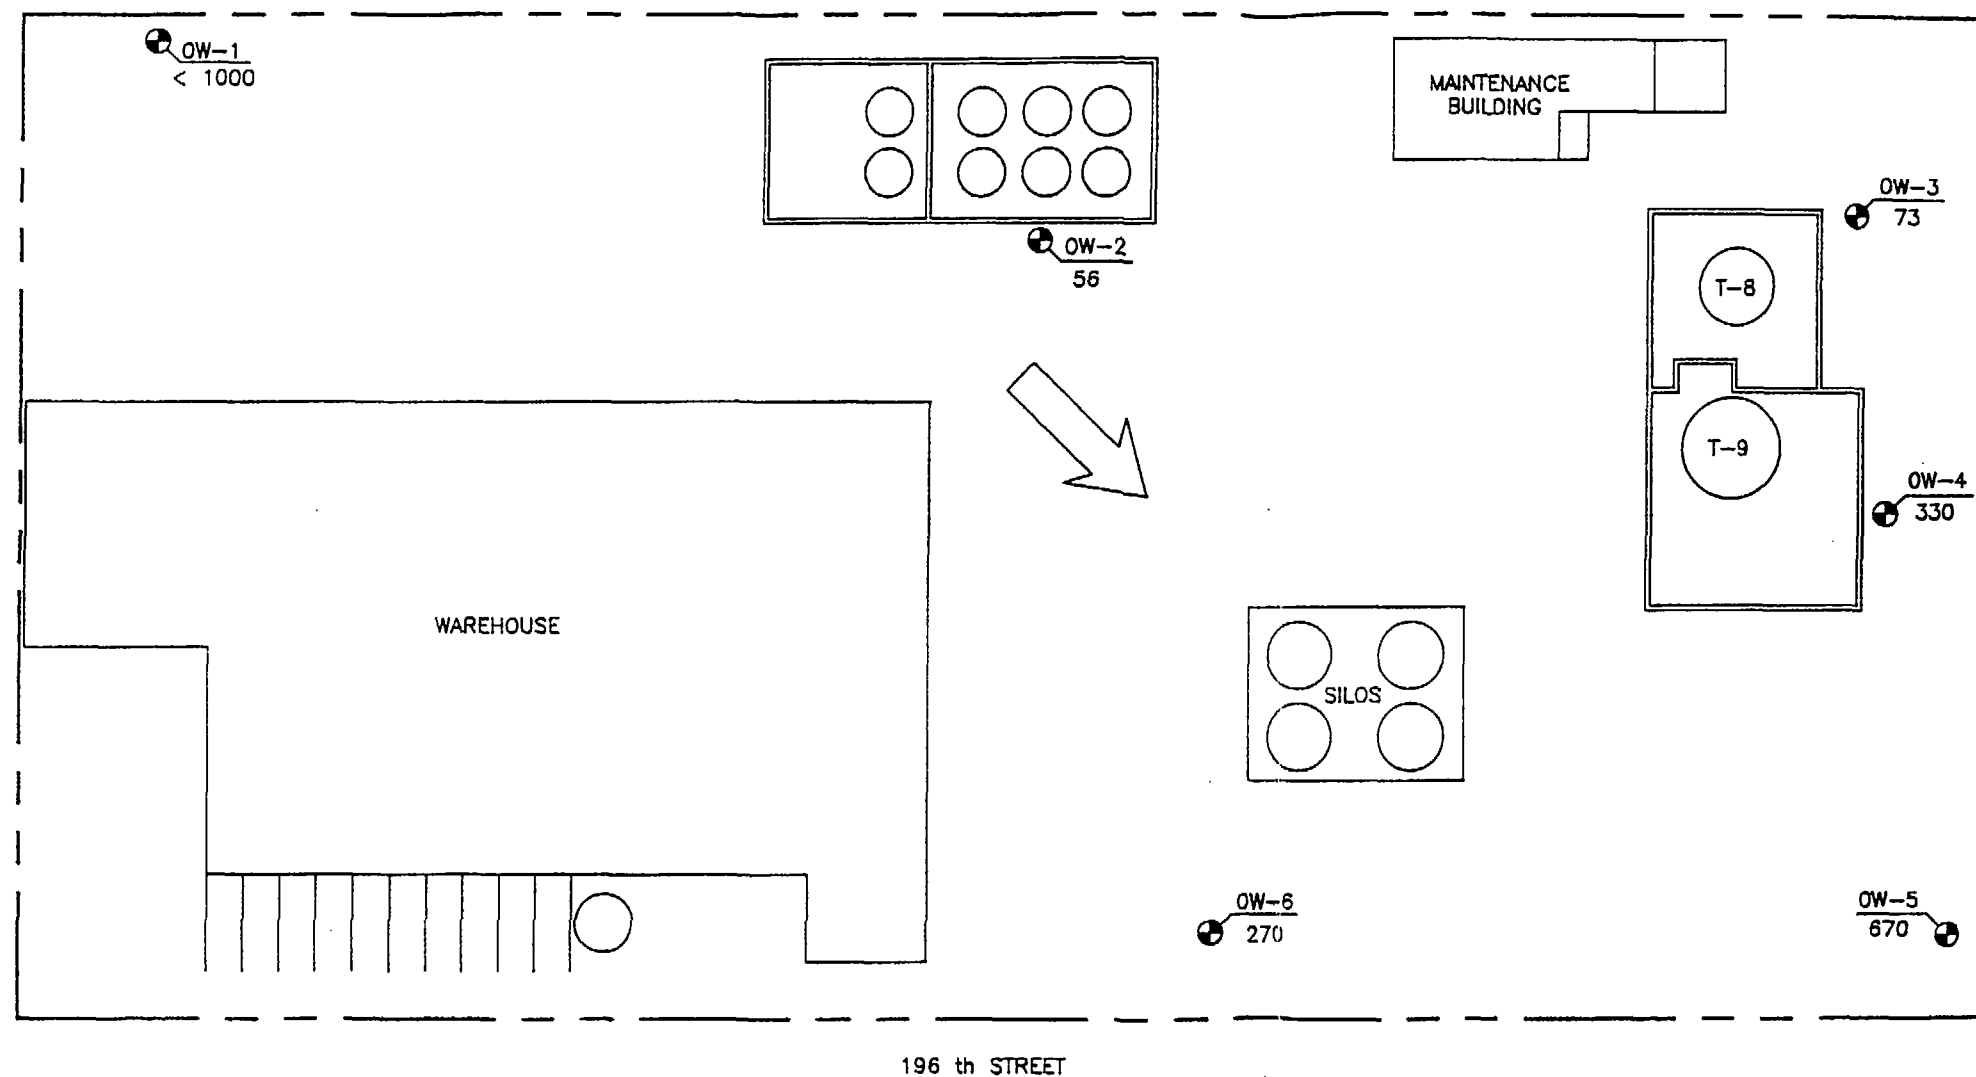 OW-1
< 1000
MAINTENANCE
BUILDING
OW-2
56
OW-3
73
T-8
T-9
OW-4
330
WAREHOUSE
SILOS
OW-6
270
OW-5
670
196 th STREET